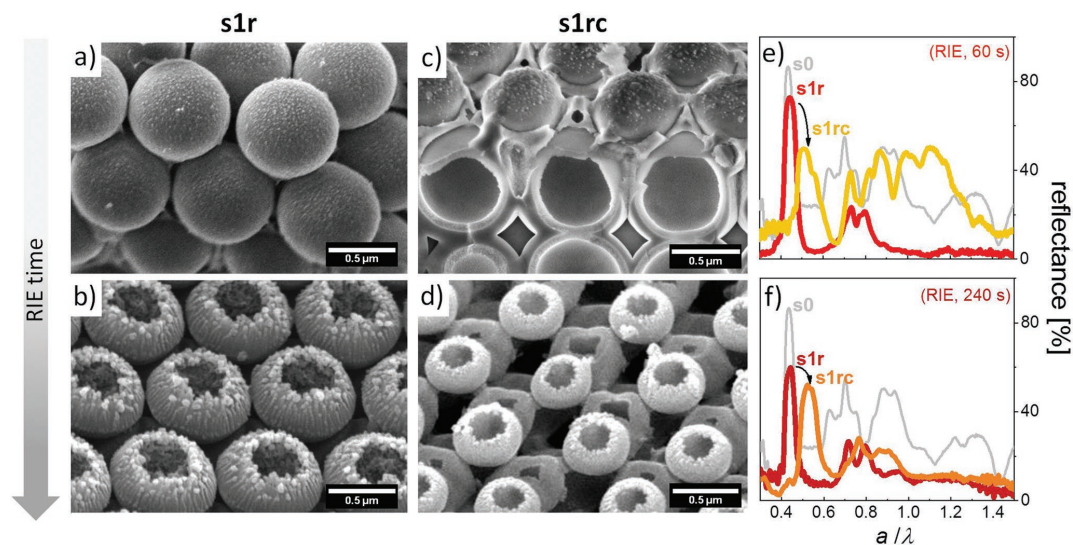 s1r
s1rc
RIE time
a)
0.5 µm
c)
0.5 µm
b)
0.5 µm
d)
0.5 µm
e)
(RIE, 60 s)
s0
s1r
s1rc
80
40
0
f)
(RIE, 240 s)
s0
s1r
s1rc
80
40
0
0.4 0.6 0.8 1.0 1.2 1.4
a/λ
reflectance [%]